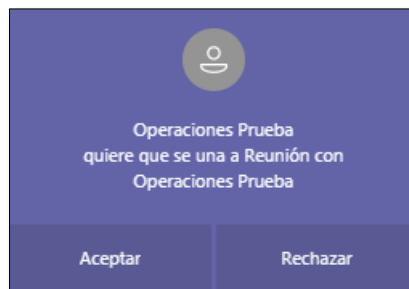 Operaciones Prueba
quiere que se una a Reunión con
Operaciones Prueba
Aceptar
Rechazar